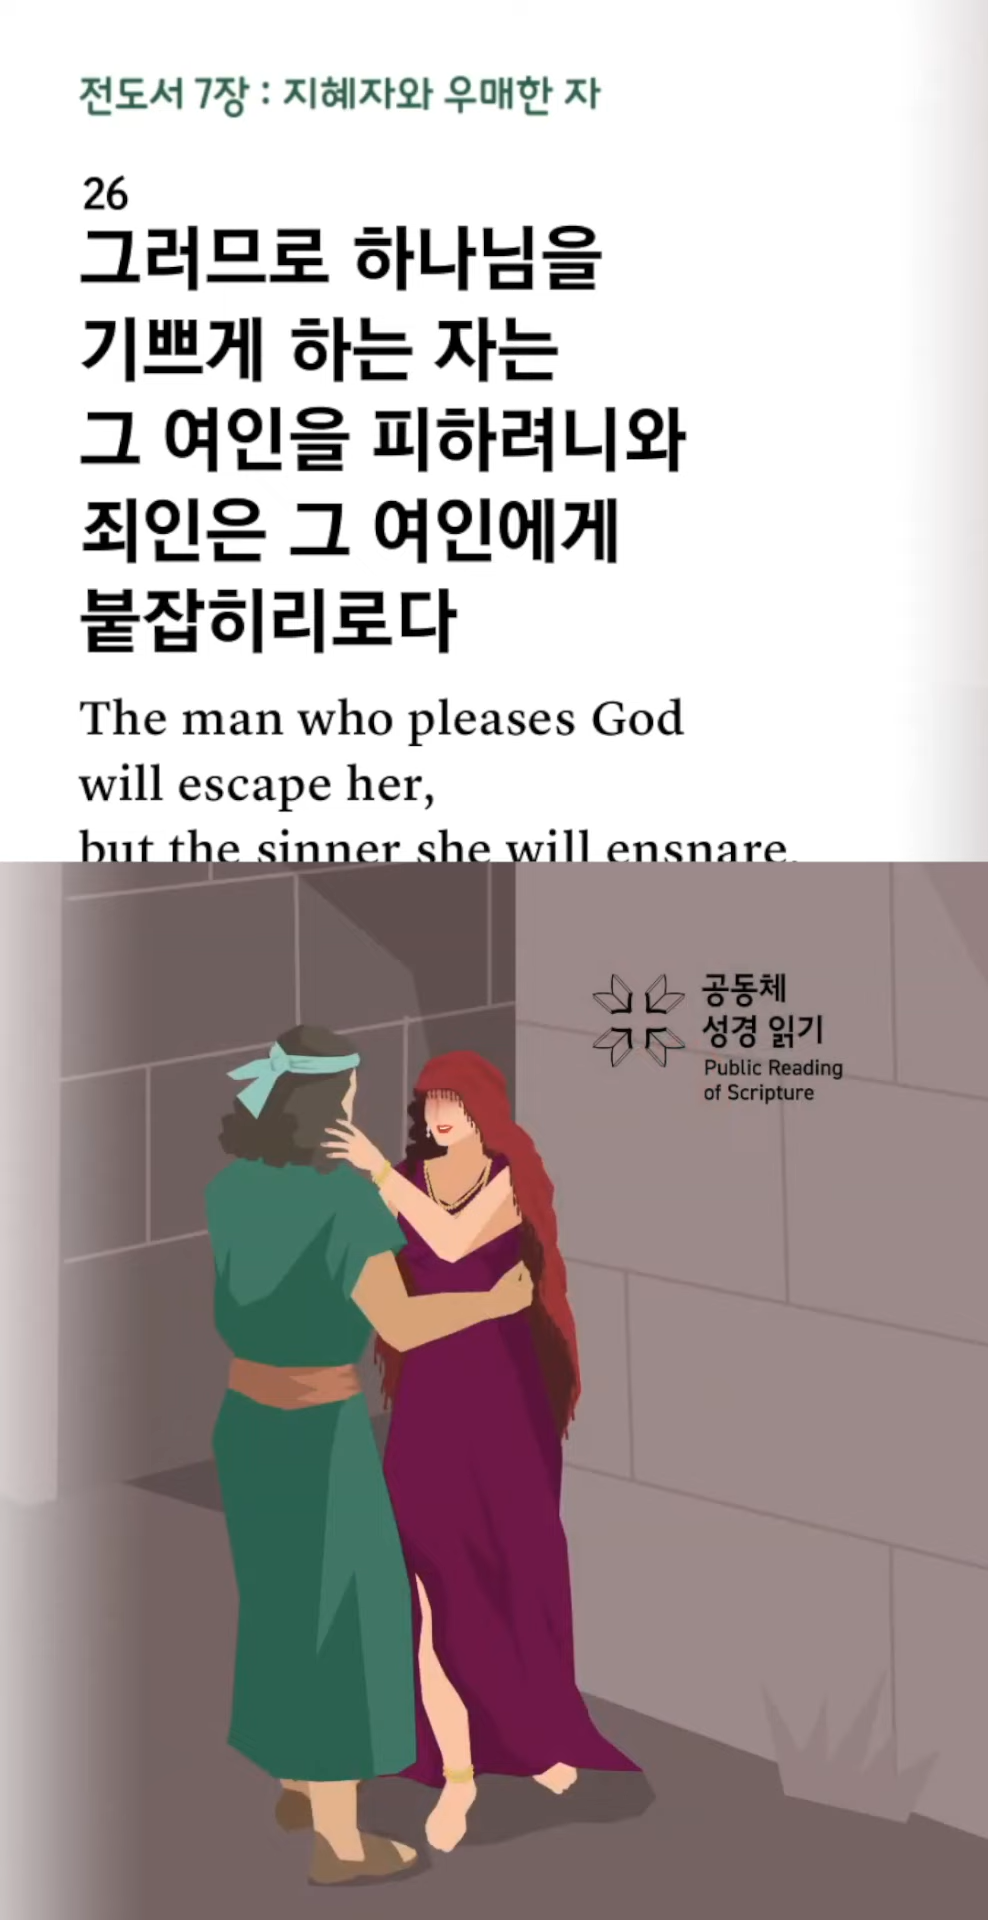 전도서 7장 : 지혜자와 우매한 자
26
그러므로 하나님을
기쁘게 하는 자는
그 여인을 피하려니와
죄인은 그 여인에게
붙잡히리로다
The man who pleases God
will escape her,
but the sinner she will ensnare.
공동체
성경 읽기
Public Reading
of Scripture